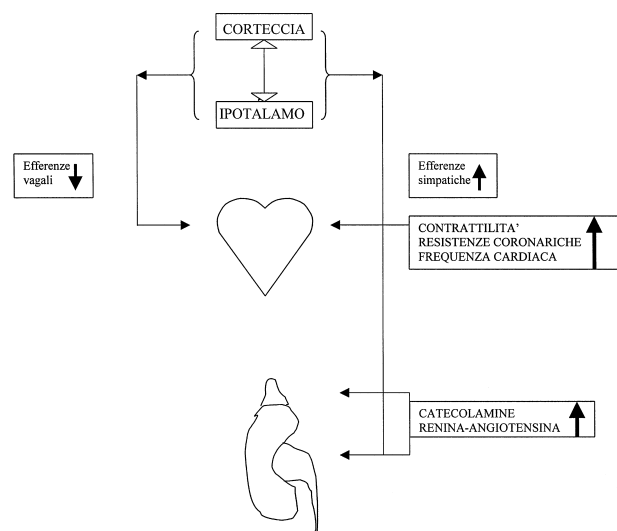 CORTECCIA
IPOTALAMO
Efferenze
vagali
Efferenze
simpatiche
CONTRATTILITA'
RESISTENZE CORONARICHE
FREQUENZA CARDIACA
CATECOLAMINE
RENINA-ANGIOTENSINA